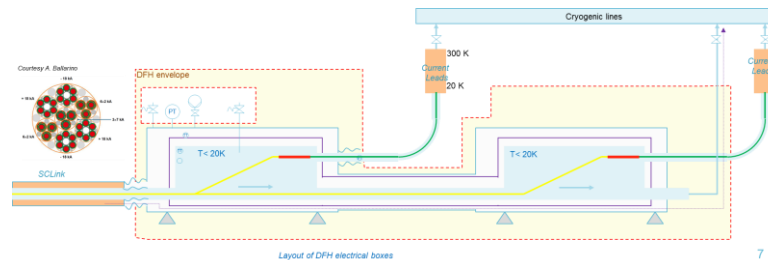 Cryogenic lines
300 K
Current
Leads
20 K
Current
Leads
Courtesy A. Ballarino
DFH envelope
PT
T< 20K
T< 20K
SCLink
Layout of DFH electrical boxes
7